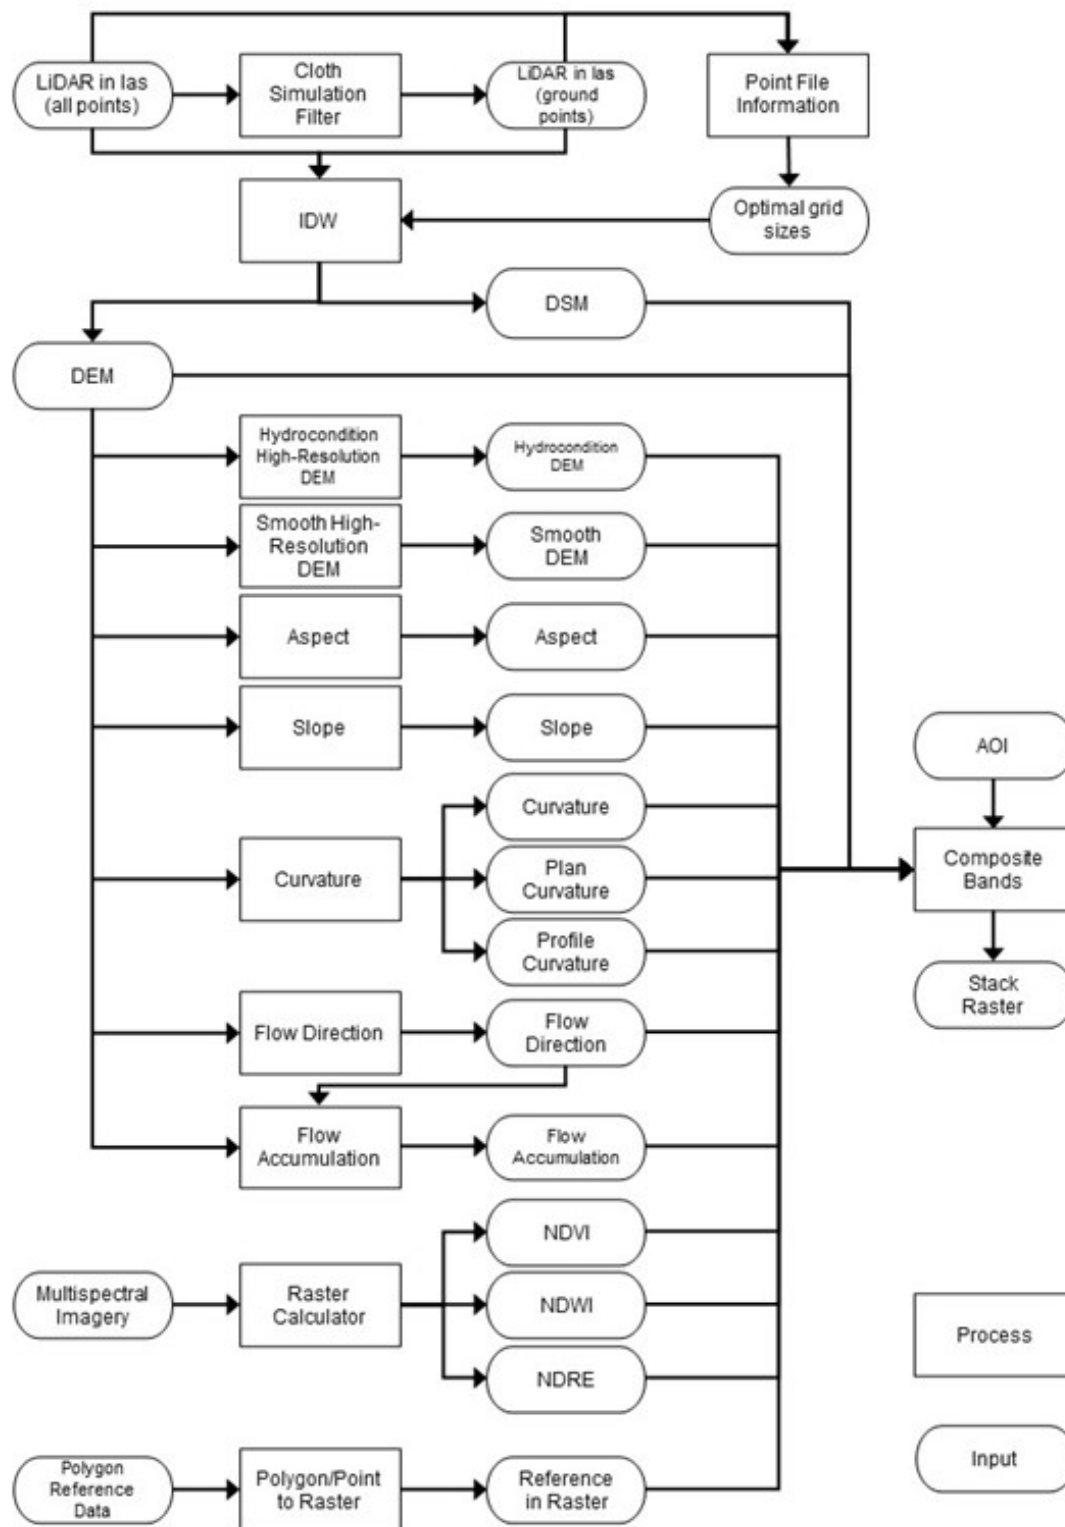 LiDAR in las
(all points)
Cloth
Simulation
Filter
LiDAR in las
(ground
points)
Point File
Information
IDW
Optimal grid
sizes
DSM
DEM
Hydrocondition
High-Resolution
DEM
Hydrocondition
DEM
Smooth High-
Resolution
DEM
Smooth
DEM
Aspect
Aspect
Slope
Slope
AOI
Curvature
Curvature
Plan
Curvature
Profile
Curvature
Composite
Bands
Stack
Raster
Flow Direction
Flow
Direction
Flow
Accumulation
Flow
Accumulation
Multispectral
Imagery
Raster
Calculator
NDVI
NDWI
NDRE
Process
Polygon
Reference
Data
Polygon/Point
to Raster
Reference
in Raster
Input